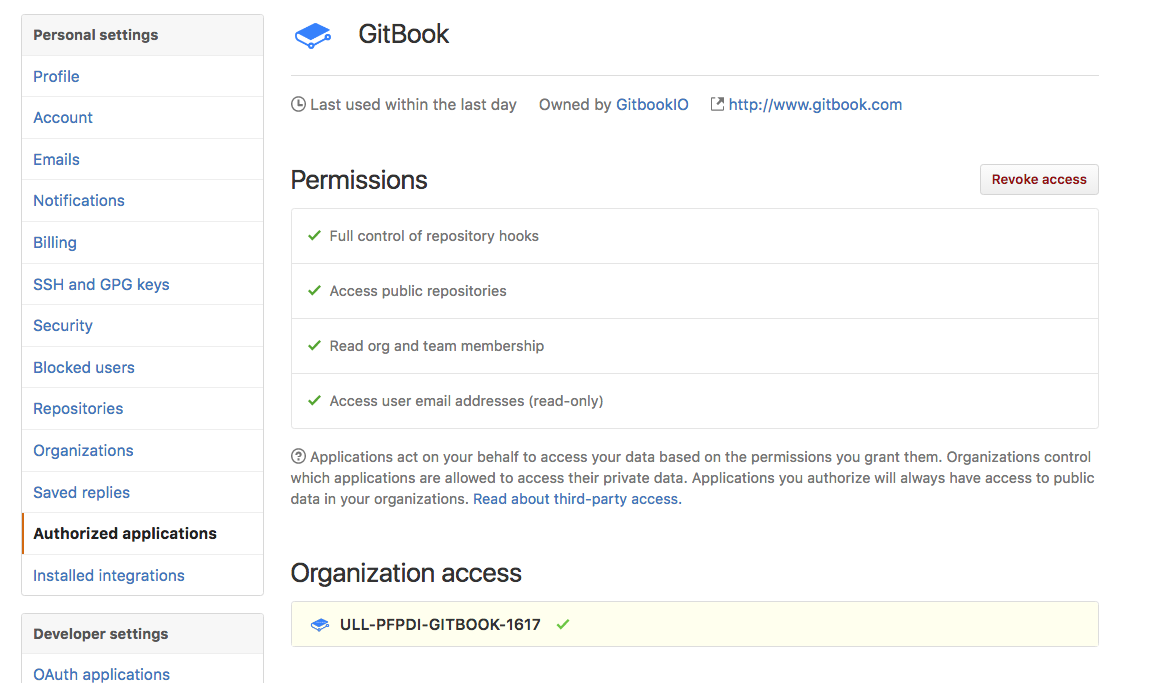 Personal settings
Profile
Account
Emails
Notifications
Billing
SSH and GPG keys
Security
Blocked users
Repositories
Organizations
Saved replies
Authorized applications
Installed integrations
Developer settings
OAuth applications
GitBook
Last used within the last day Owned by GitbookIO http://www.gitbook.com
Permissions
Revoke access
Full control of repository hooks
Access public repositories
Read org and team membership
Access user email addresses (read-only)
Applications act on your behalf to access your data based on the permissions you grant them. Organizations control
which applications are allowed to access their private data. Applications you authorize will always have access to public
data in your organizations. Read about third-party access.
Organization access
ULL-PFPDI-GITBOOK-1617